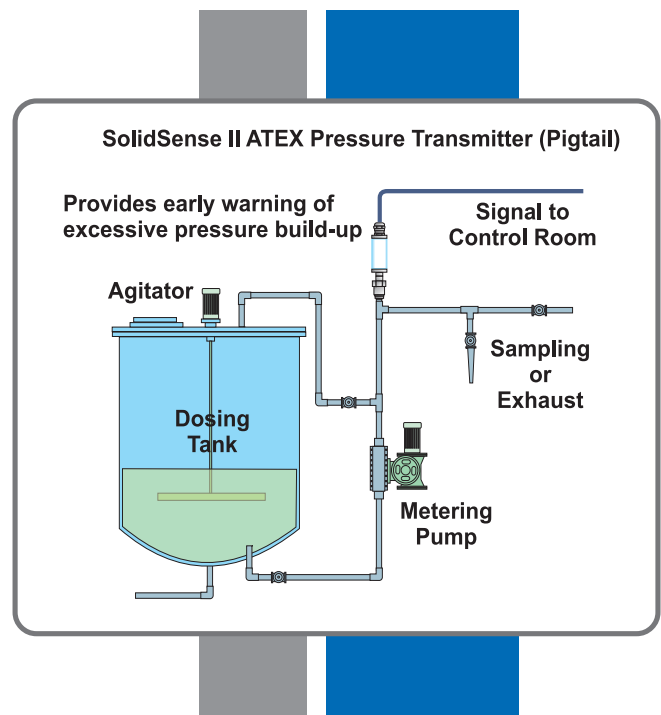 SolidSense II ATEX Pressure Transmitter (Pigtail)
Provides early warning of
excessive pressure build-up
Signal to
Control Room
Agitator
Sampling
or
Exhaust
Dosing
Tank
Metering
Pump